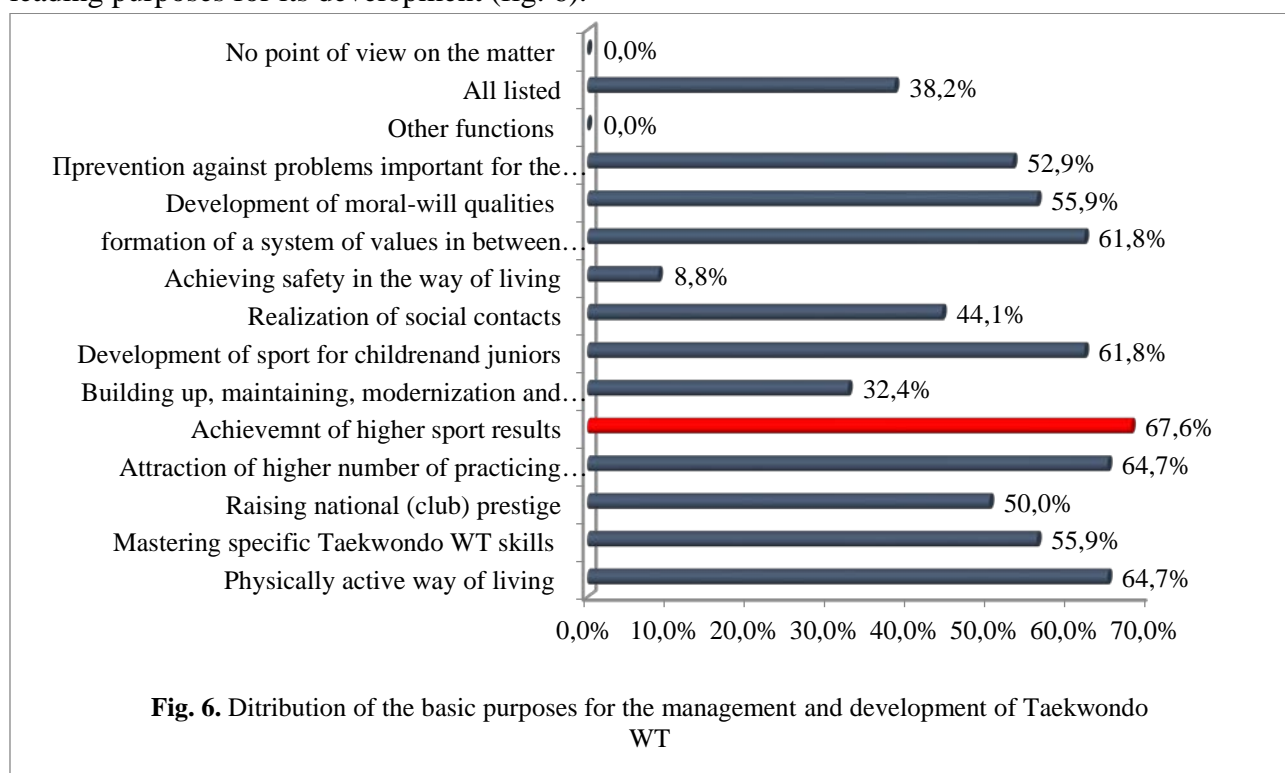 leading purposes for its development (fig. 6).
No point of view on the matter 0,0%
All listed 38,2%
Other functions 0,0%
Пprevention against problems important for the… 52,9%
Development of moral-will qualities 55,9%
formation of a system of values in between… 61,8%
Achieving safety in the way of living 8,8%
Realization of social contacts 44,1%
Development of sport for childrenand juniors 61,8%
Building up, maintaining, modernization and… 32,4%
Achievemnt of higher sport results 67,6%
Attraction of higher number of practicing… 64,7%
Raising national (club) prestige 50,0%
Mastering specific Taekwondo WT skills 55,9%
Physically active way of living 64,7%
0,0% 10,0% 20,0% 30,0% 40,0% 50,0% 60,0% 70,0%
Fig. 6. Ditribution of the basic purposes for the management and development of Taekwondo
WT